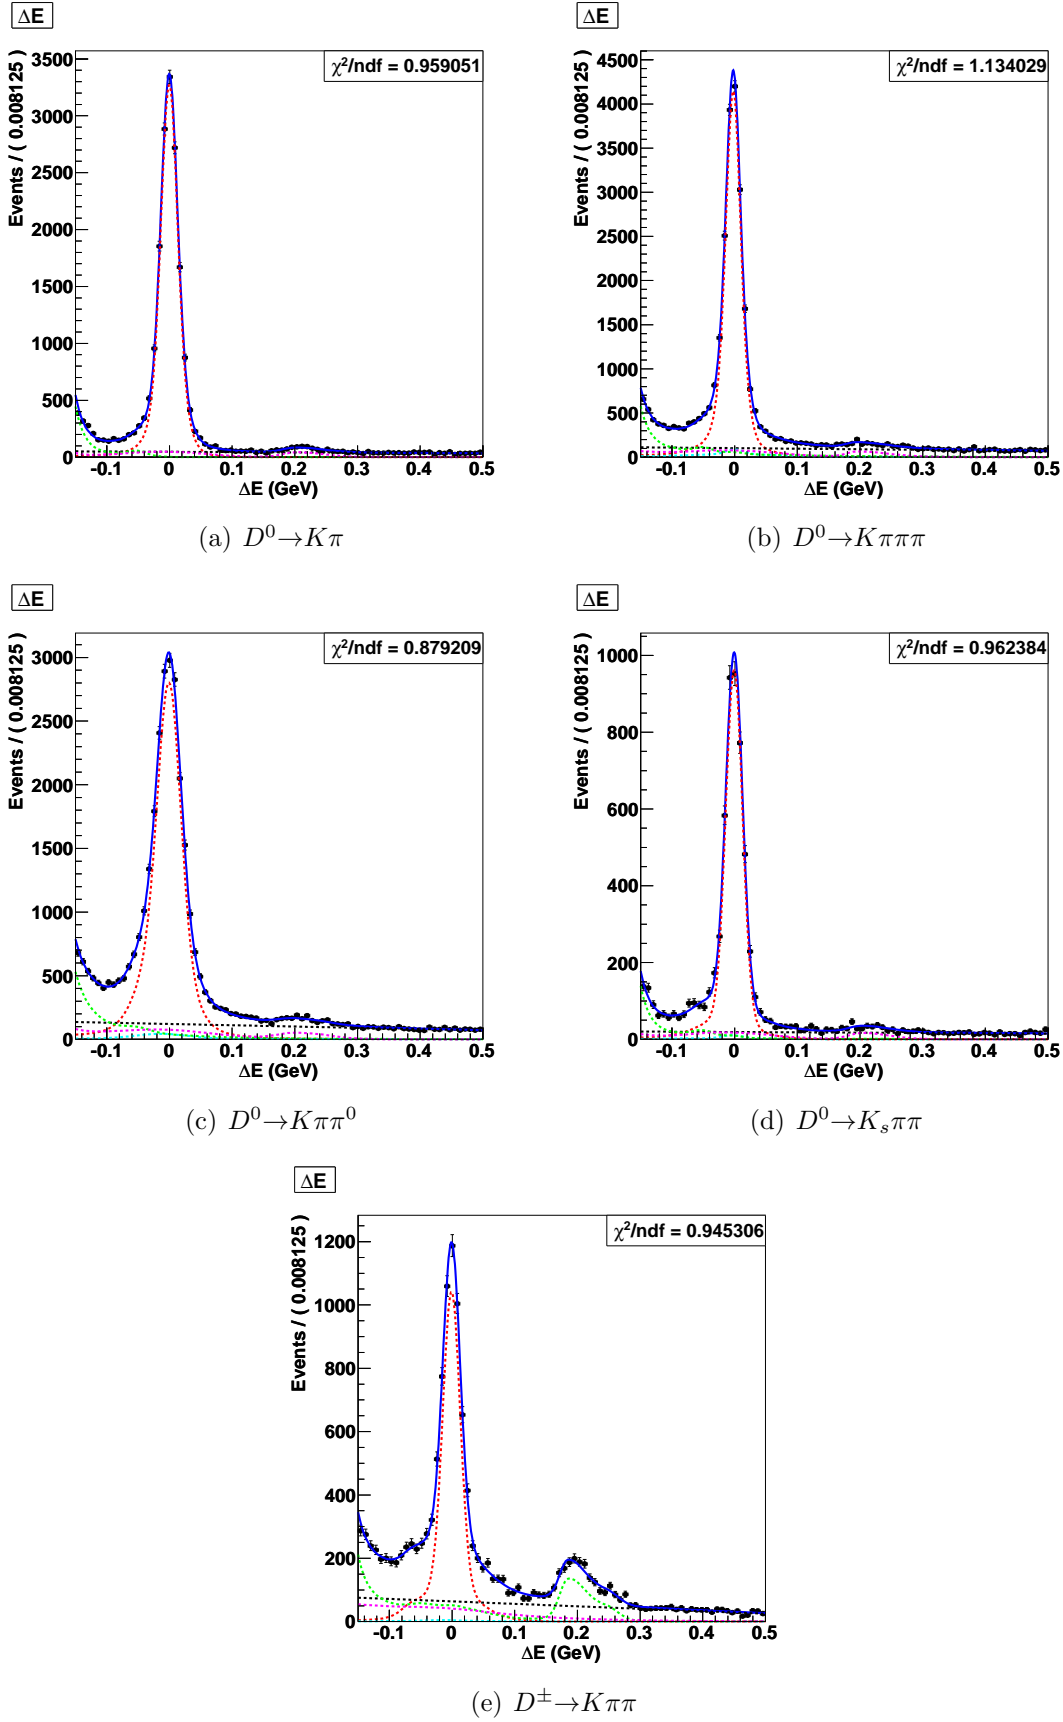 ΔE
χ²/ndf = 0.959051
Events / ( 0.008125 )
3500
3000
2500
2000
1500
1000
500
0
-0.1 0 0.1 0.2 0.3 0.4 0.5
ΔE (GeV)
(a) D⁰→Kπ
ΔE
χ²/ndf = 1.134029
Events / ( 0.008125 )
4500
4000
3500
3000
2500
2000
1500
1000
500
0
-0.1 0 0.1 0.2 0.3 0.4 0.5
ΔE (GeV)
(b) D⁰→Kπππ
ΔE
χ²/ndf = 0.879209
Events / ( 0.008125 )
3000
2500
2000
1500
1000
500
0
-0.1 0 0.1 0.2 0.3 0.4 0.5
ΔE (GeV)
(c) D⁰→Kππ⁰
ΔE
χ²/ndf = 0.962384
Events / ( 0.008125 )
1000
800
600
400
200
0
-0.1 0 0.1 0.2 0.3 0.4 0.5
ΔE (GeV)
(d) D⁰→Kₛππ
ΔE
χ²/ndf = 0.945306
Events / ( 0.008125 )
1200
1000
800
600
400
200
0
-0.1 0 0.1 0.2 0.3 0.4 0.5
ΔE (GeV)
(e) D±→Kππ